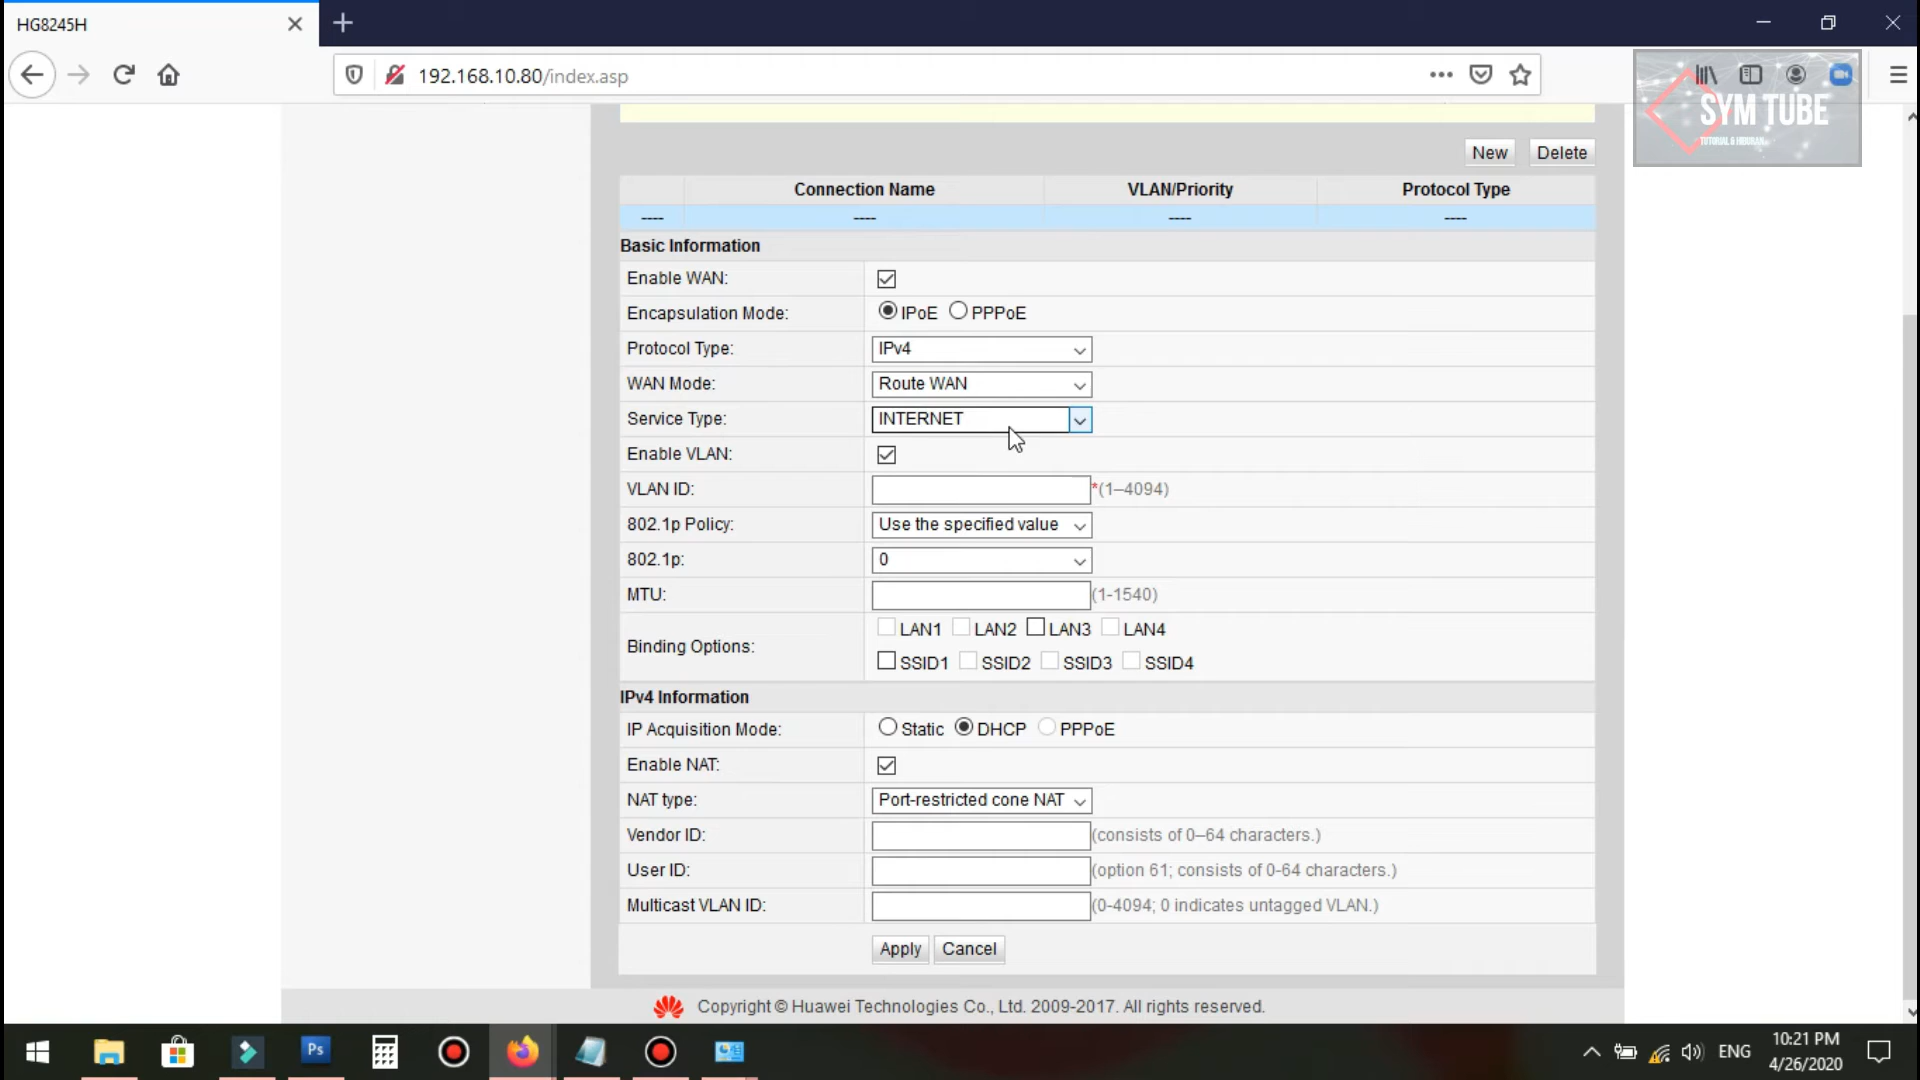 HG8245H
192.168.10.80/index.asp
SYM TUBE
TUTORIAL & HIBURAN
New Delete
Connection Name VLAN/Priority Protocol Type
---- ---- ---- ----
Basic Information
Enable WAN:
Encapsulation Mode: IPoE PPPoE
Protocol Type: IPv4
WAN Mode: Route WAN
Service Type: INTERNET
Enable VLAN:
VLAN ID: *(1–4094)
802.1p Policy: Use the specified value
802.1p: 0
MTU: (1-1540)
Binding Options: LAN1 LAN2 LAN3 LAN4
SSID1 SSID2 SSID3 SSID4
IPv4 Information
IP Acquisition Mode: Static DHCP PPPoE
Enable NAT:
NAT type: Port-restricted cone NAT
Vendor ID: (consists of 0–64 characters.)
User ID: (option 61; consists of 0-64 characters.)
Multicast VLAN ID: (0-4094; 0 indicates untagged VLAN.)
Apply Cancel
Copyright © Huawei Technologies Co., Ltd. 2009-2017. All rights reserved.
Ps
ENG
10:21 PM
4/26/2020